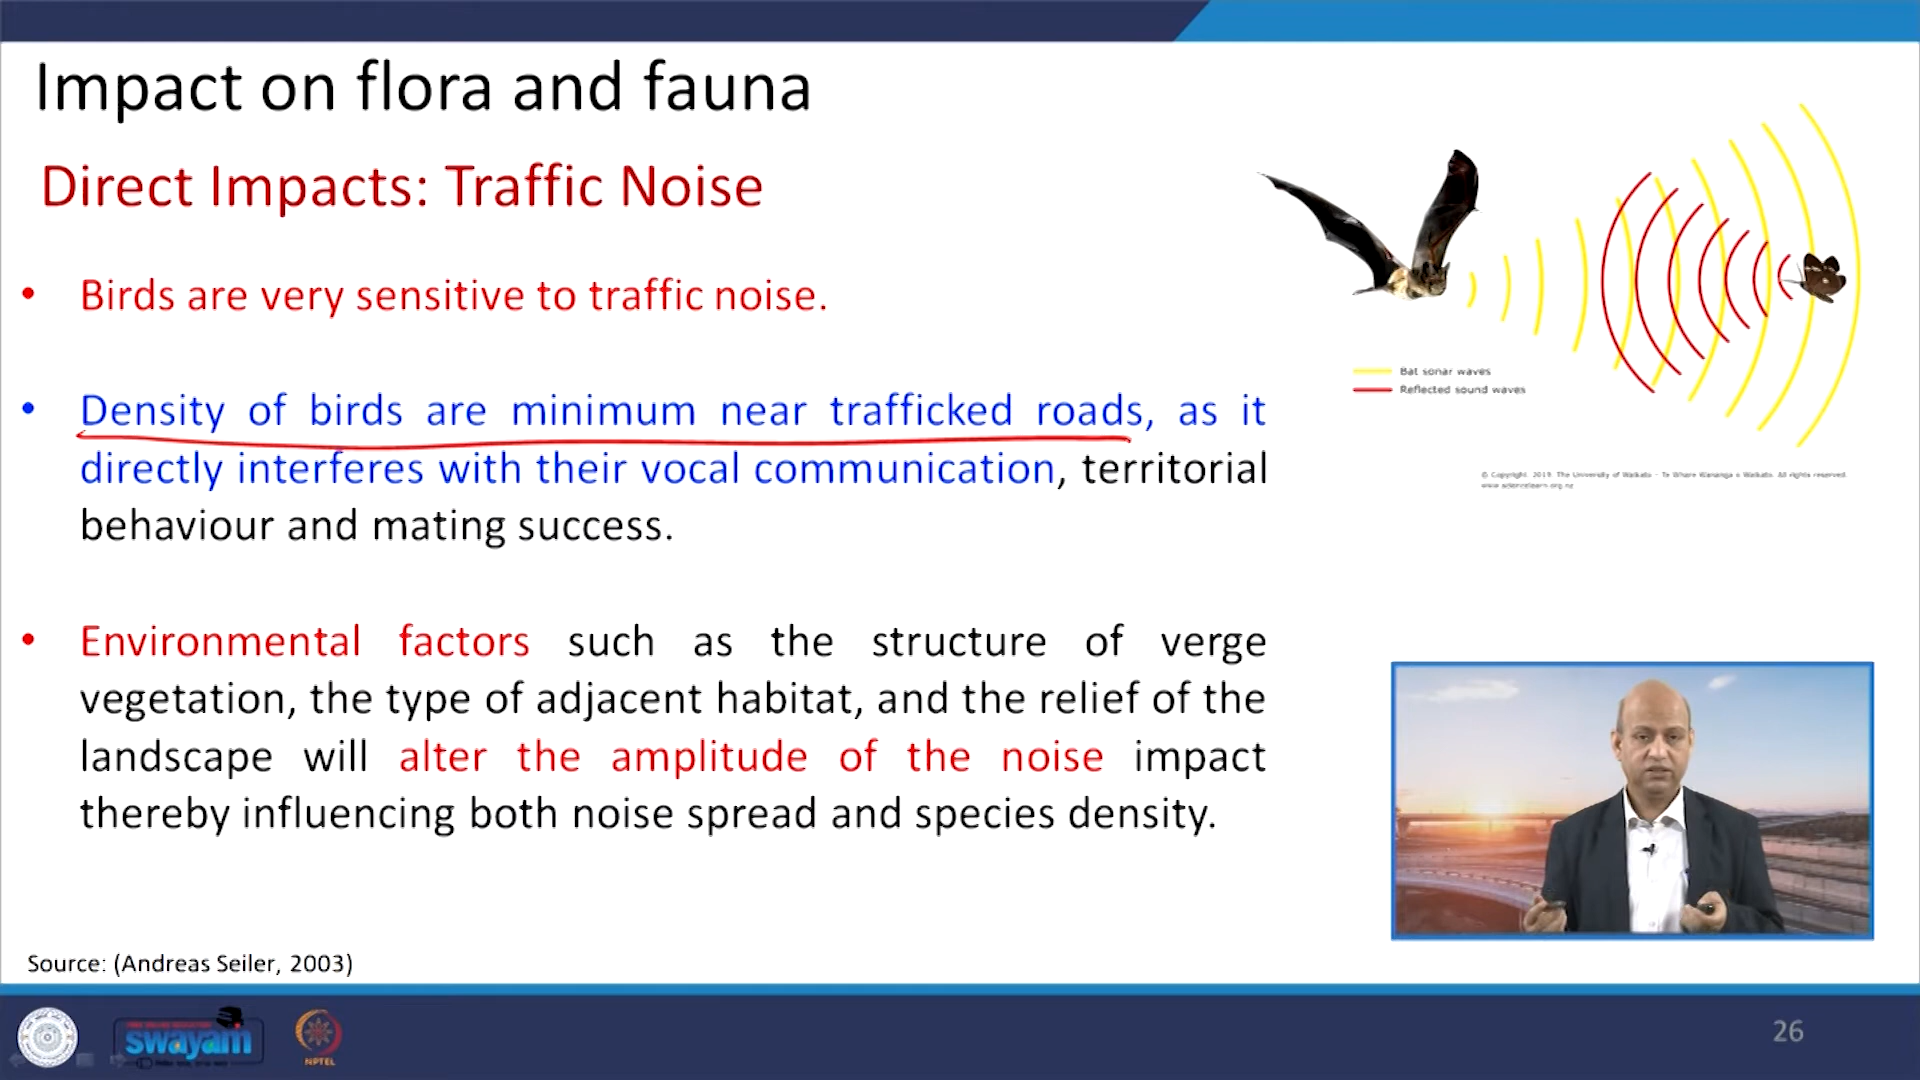 Impact on flora and fauna
Direct Impacts: Traffic Noise
• Birds are very sensitive to traffic noise.
• Density of birds are minimum near trafficked roads, as it
directly interferes with their vocal communication, territorial
behaviour and mating success.
• Environmental factors such as the structure of verge
vegetation, the type of adjacent habitat, and the relief of the
landscape will alter the amplitude of the noise impact
thereby influencing both noise spread and species density.
Bat sonar waves
Reflected sound waves
© Copyright. 2019. The University of Waikato - Te Whare Wānanga o Waikato. All rights reserved.
www.sciencelearn.org.nz
Source: (Andreas Seiler, 2003)
swayam
NPTEL
26